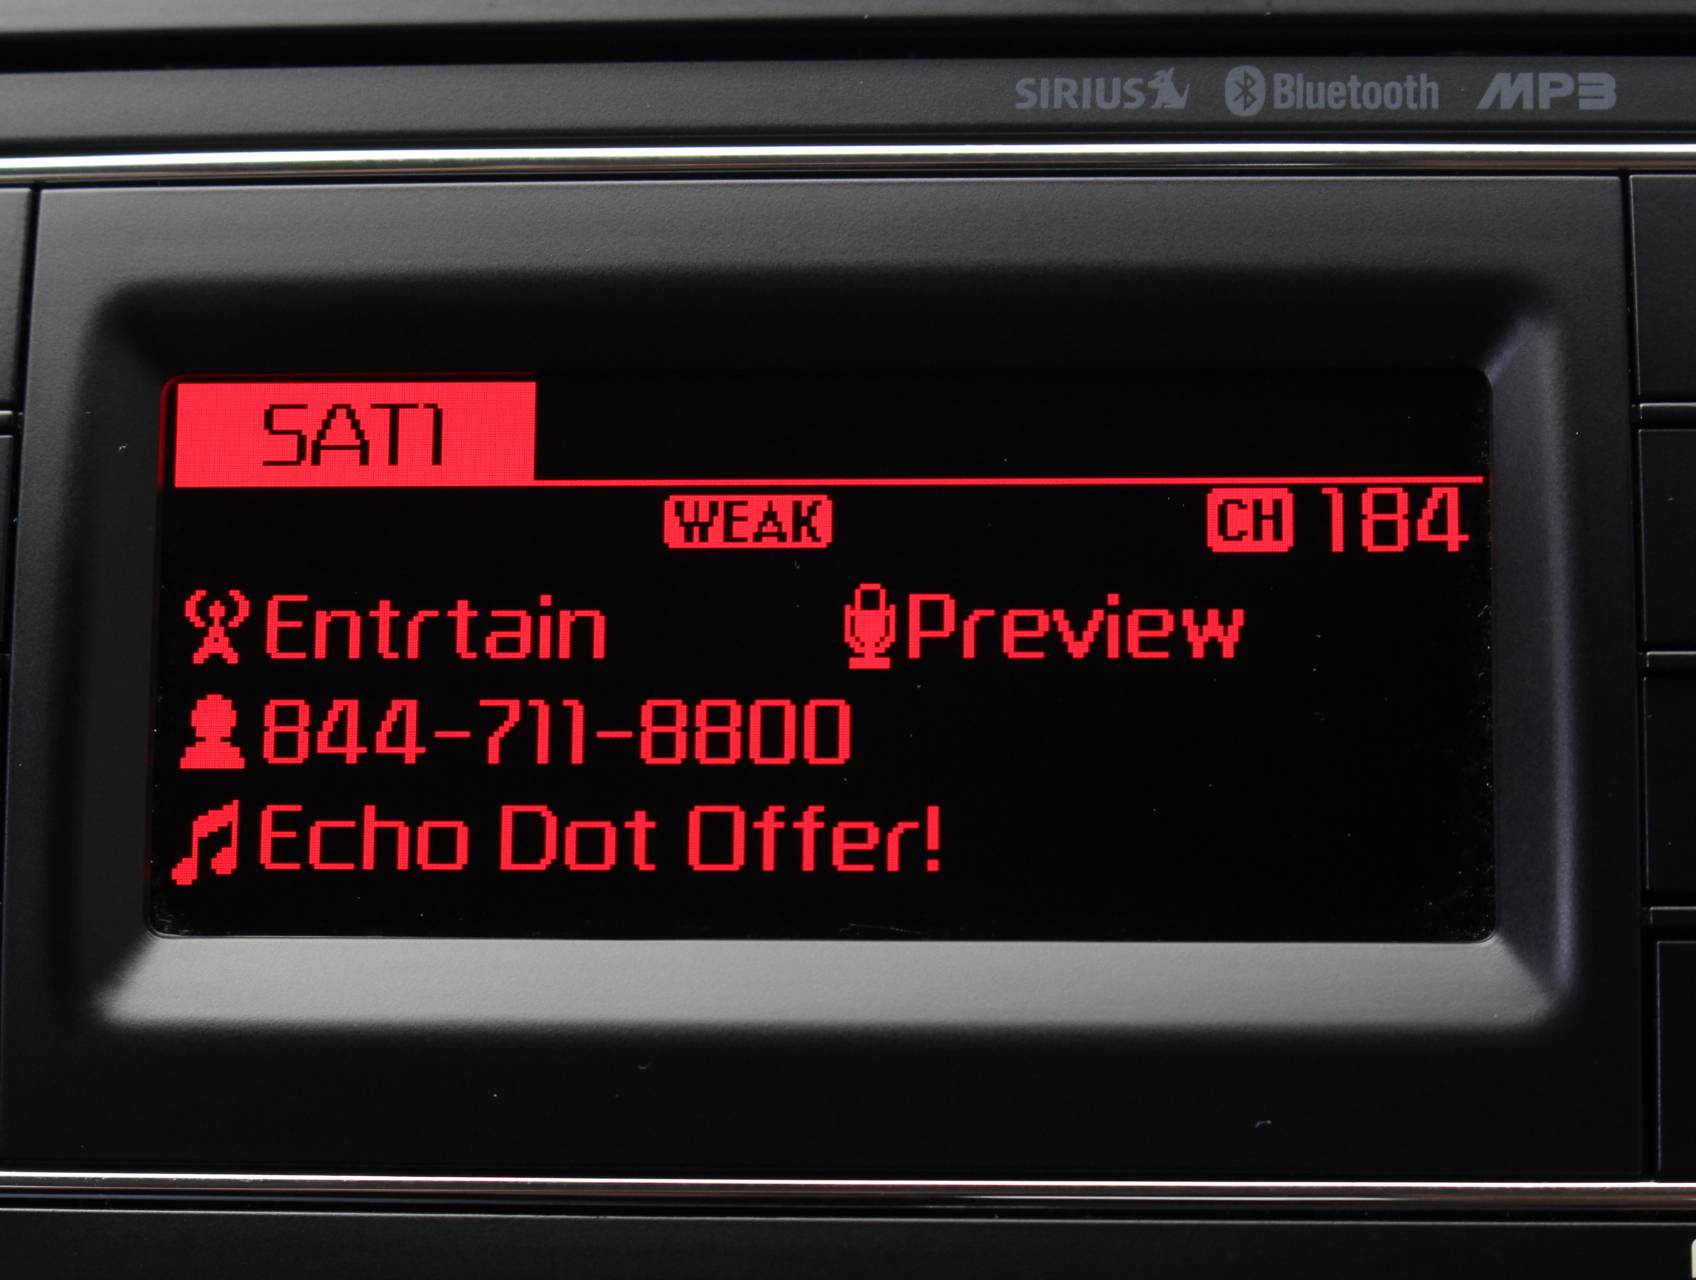 SIRIUS Bluetooth MP3
SAT1
WEAK CH 184
Entrtain Preview
844-711-8800
Echo Dot Offer!